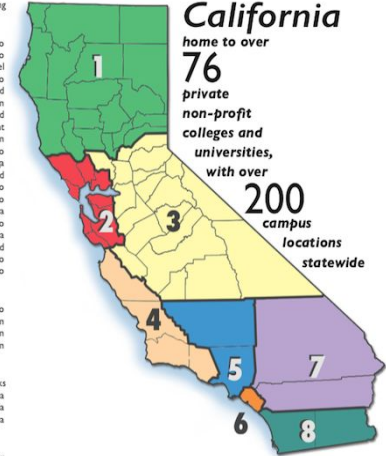 California
home to over
76
private
non-profit
colleges and
universities,
with over
200
campus
locations
statewide
1
2
3
4
5
6
7
8